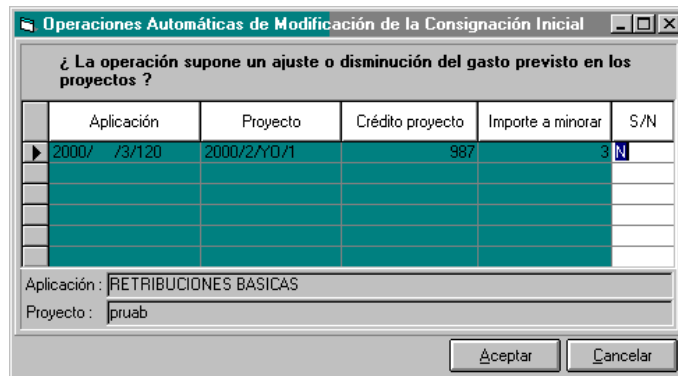 Operaciones Automáticas de Modificación de la Consignación Inicial
¿ La operación supone un ajuste o disminución del gasto previsto en los
proyectos ?
Aplicación Proyecto Crédito proyecto Importe a minorar S/N
2000/ /3/120 2000/2/YO/1 987 3 N
Aplicación : RETRIBUCIONES BASICAS
Proyecto : pruab
Aceptar Cancelar